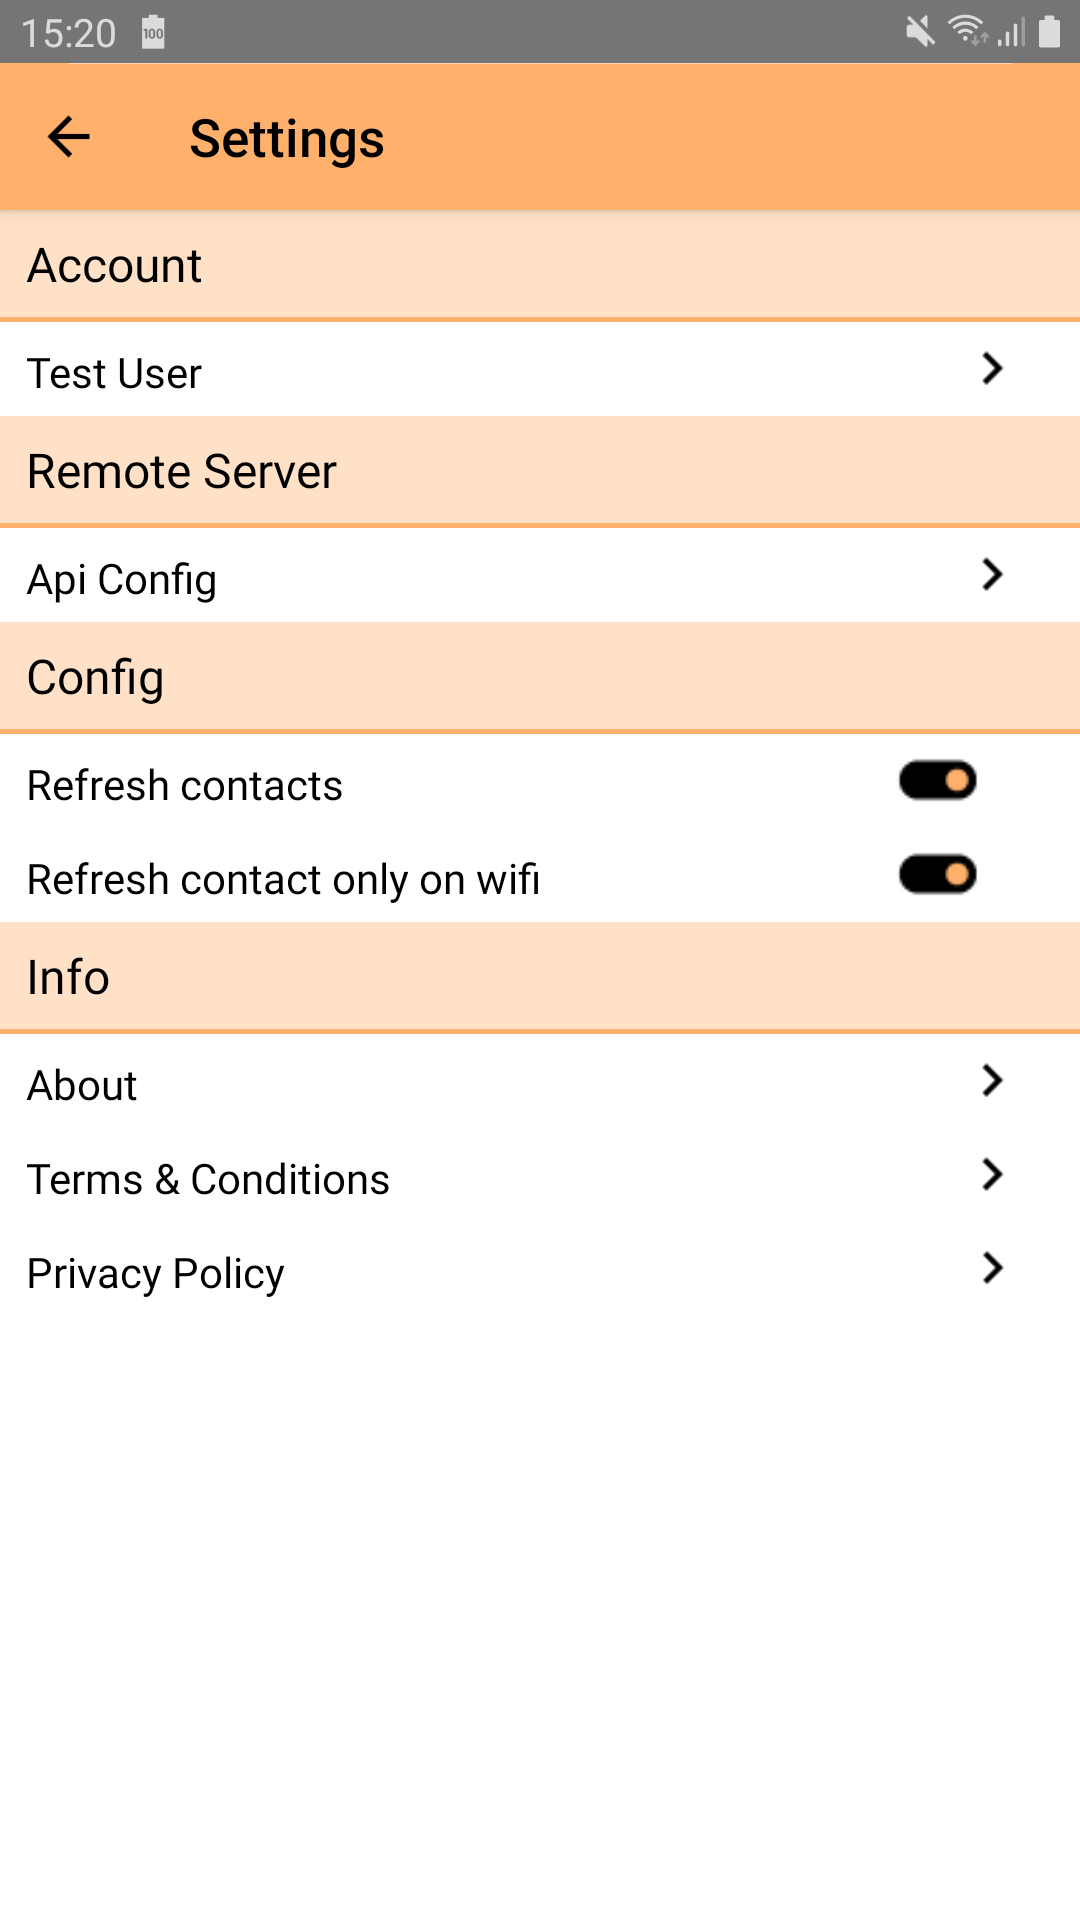 15:20 100
Settings
Account
Test User
Remote Server
Api Config
Config
Refresh contacts
Refresh contact only on wifi
Info
About
Terms & Conditions
Privacy Policy